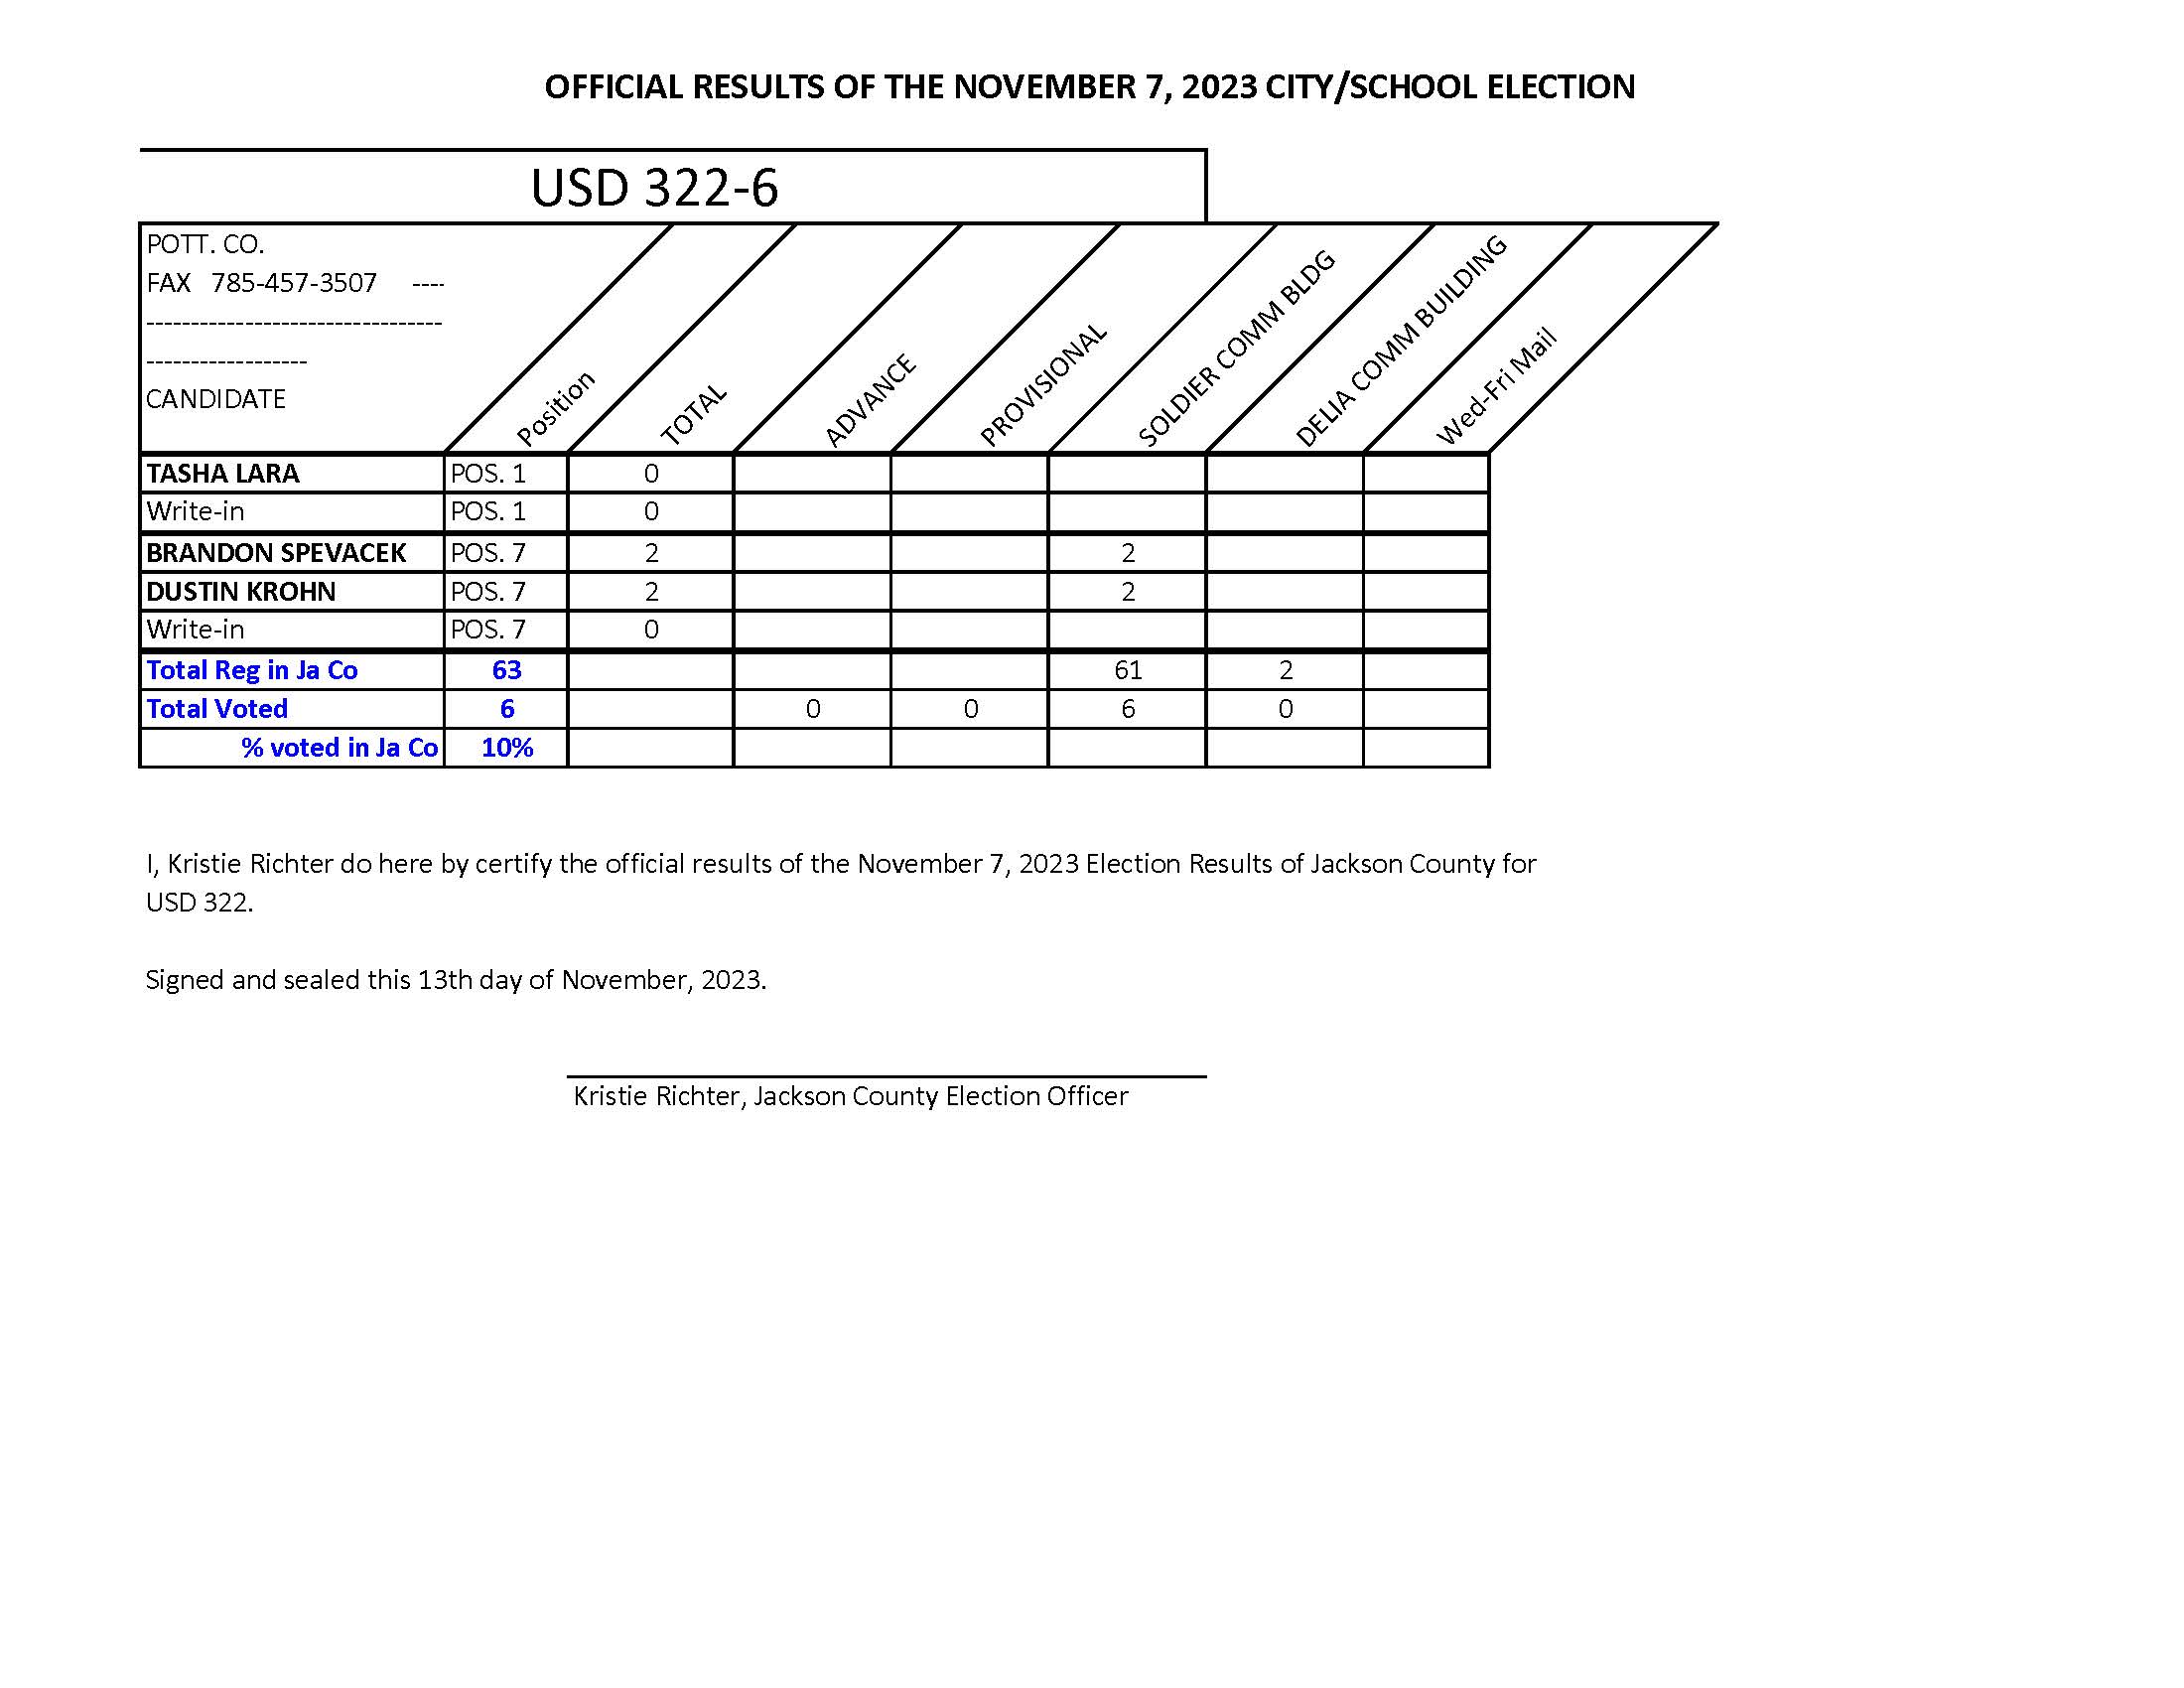 OFFICIAL RESULTS OF THE NOVEMBER 7, 2023 CITY/SCHOOL ELECTION
USD 322-6
POTT. CO.
FAX 785-457-3507 ----
---------------------------------
------------------
CANDIDATE Position TOTAL ADVANCE PROVISIONAL SOLDIER COMM BLDG DELIA COMM BUILDING Wed-Fri Mail
TASHA LARA POS. 1 0
Write-in POS. 1 0
BRANDON SPEVACEK POS. 7 2 2
DUSTIN KROHN POS. 7 2 2
Write-in POS. 7 0
Total Reg in Ja Co 63 61 2
Total Voted 6 0 0 6 0
% voted in Ja Co 10%
I, Kristie Richter do here by certify the official results of the November 7, 2023 Election Results of Jackson County for
USD 322.
Signed and sealed this 13th day of November, 2023.
Kristie Richter, Jackson County Election Officer